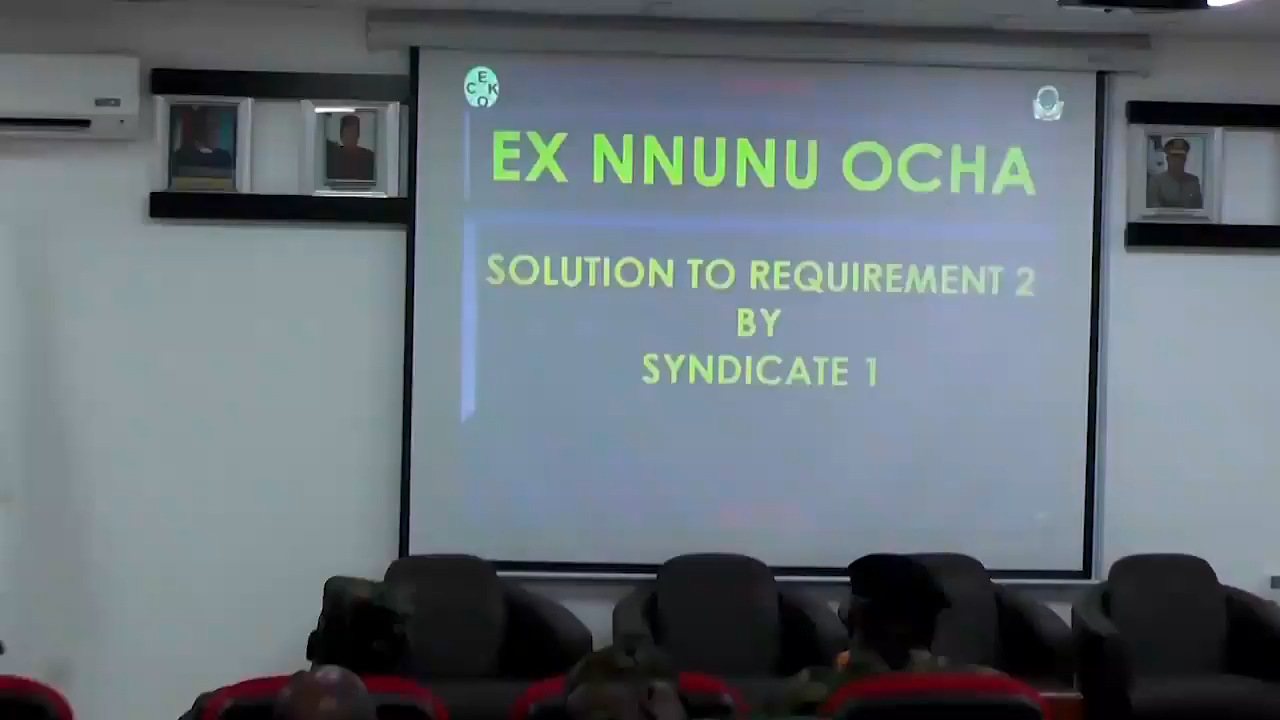 E
C K
O
EX NNUNU OCHA
SOLUTION TO REQUIREMENT 2
BY
SYNDICATE 1